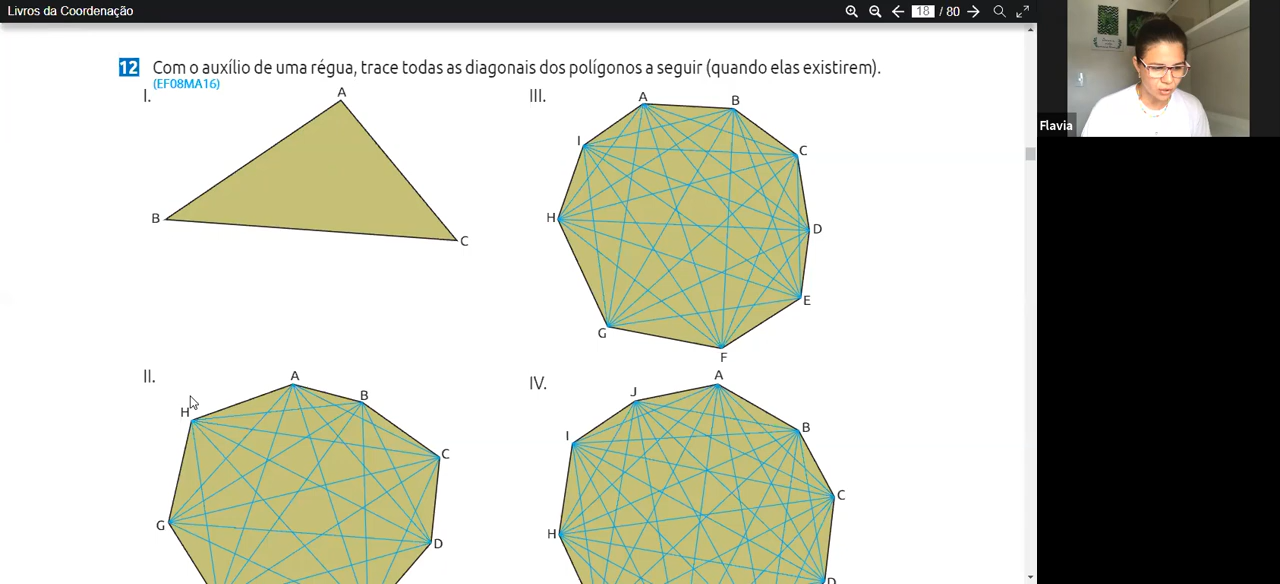 Livros da Coordenação
18 / 80
Flavia
12 Com o auxílio de uma régua, trace todas as diagonais dos polígonos a seguir (quando elas existirem).
(EF08MA16)
I.
A
B
C
III.
A
B
C
D
E
F
G
H
I
II.
A
B
C
D
G
H
IV.
A
B
C
D
H
I
J